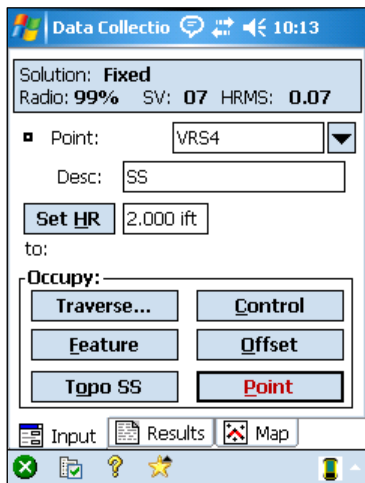 Data Collectio 10:13
Solution: Fixed
Radio: 99% SV: 07 HRMS: 0.07
Point: VRS4
Desc: SS
Set HR 2.000 ift
to:
Occupy:
Traverse... Control
Feature Offset
Topo SS Point
Input Results Map